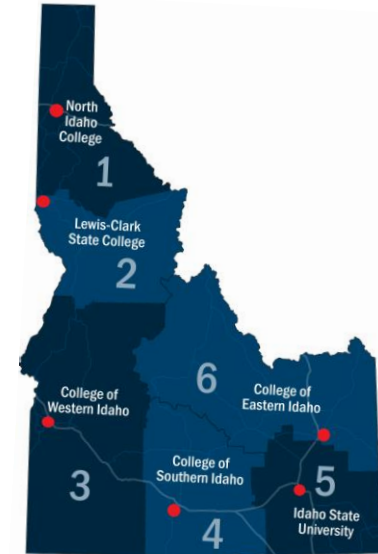 North
Idaho
College
1
Lewis-Clark
State College
2
6
College of
Western Idaho
College of
Eastern Idaho
3
College of
Southern Idaho
5
Idaho State
University
4